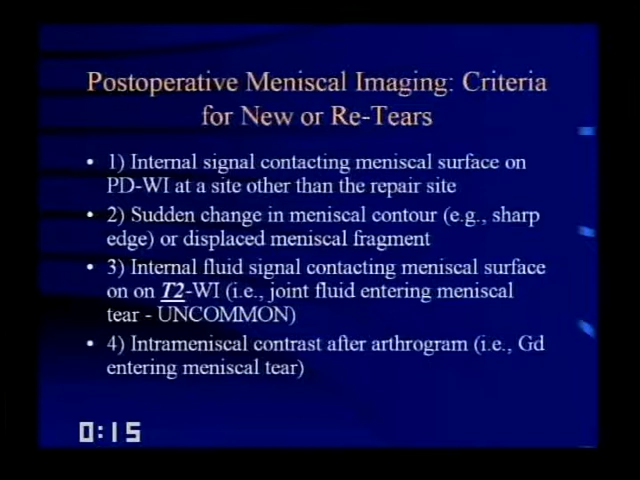 Postoperative Meniscal Imaging: Criteria
for New or Re-Tears
• 1) Internal signal contacting meniscal surface on
PD-WI at a site other than the repair site
• 2) Sudden change in meniscal contour (e.g., sharp
edge) or displaced meniscal fragment
• 3) Internal fluid signal contacting meniscal surface
on on T2-WI (i.e., joint fluid entering meniscal
tear - UNCOMMON)
• 4) Intrameniscal contrast after arthrogram (i.e., Gd
entering meniscal tear)
0:15